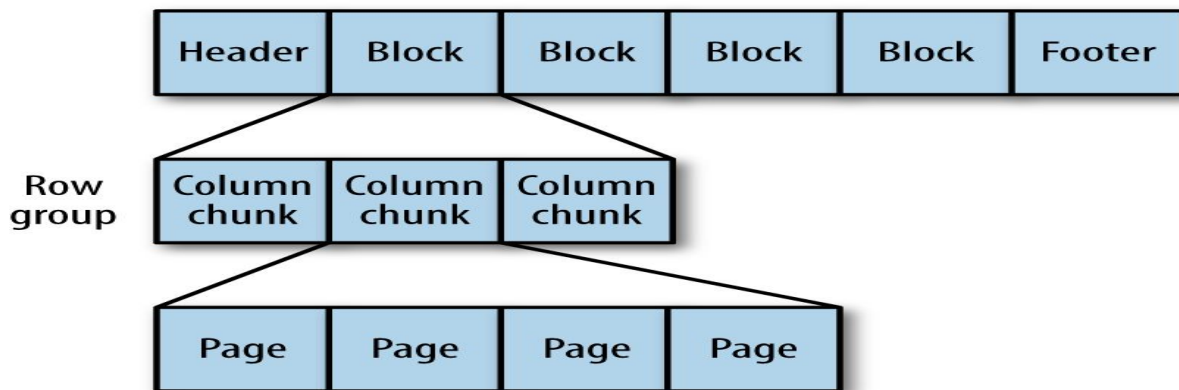 Header Block Block Block Block Footer
Row
group
Column Column Column
chunk chunk chunk
Page Page Page Page